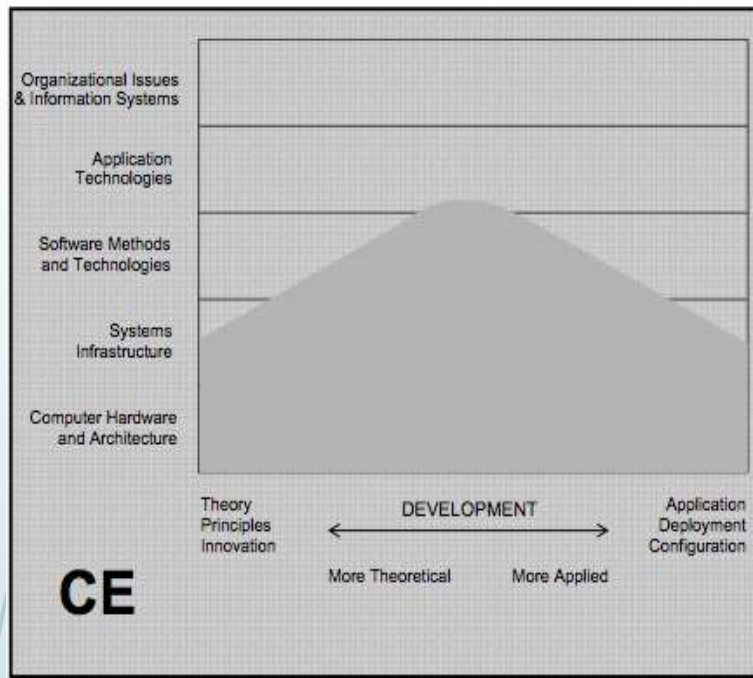 Organizational Issues
& Information Systems
Application
Technologies
Software Methods
and Technologies
Systems
Infrastructure
Computer Hardware
and Architecture
Theory
Principles
Innovation
DEVELOPMENT
Application
Deployment
Configuration
More Theoretical
More Applied
CE